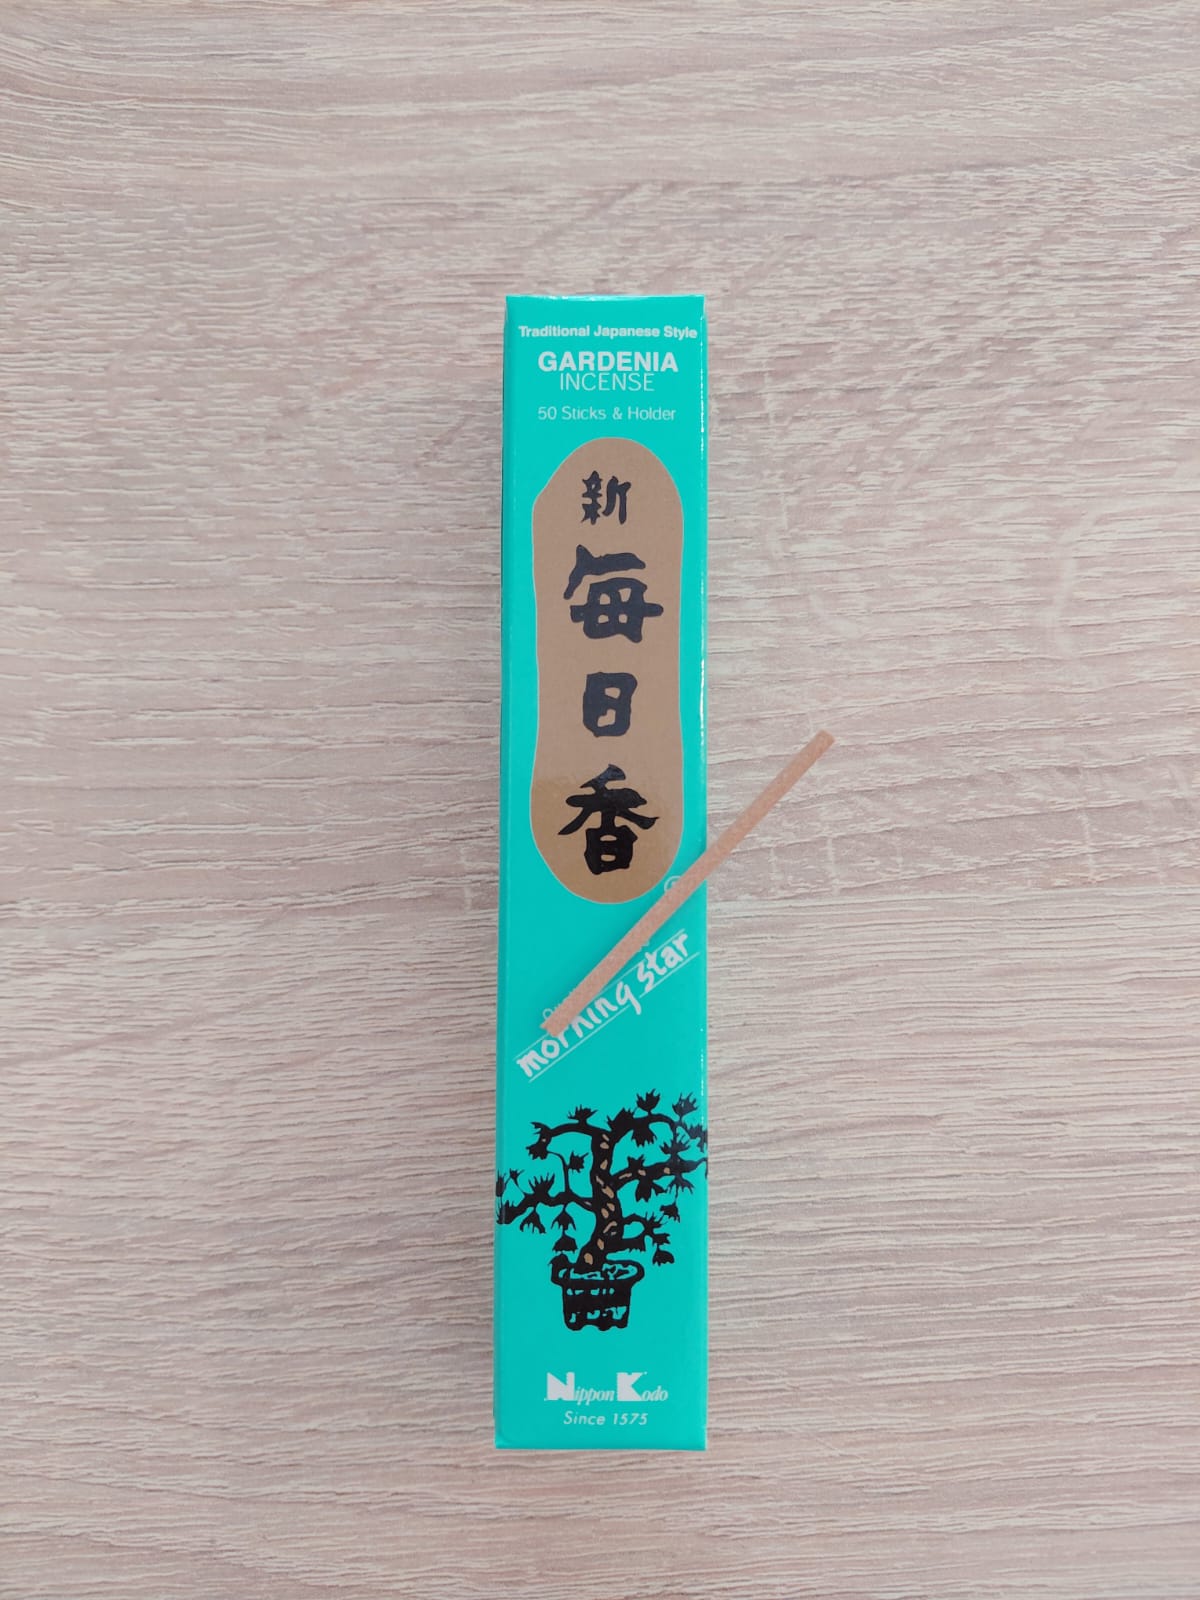 Traditional Japanese Style
GARDENIA
INCENSE
50 Sticks & Holder
新
毎
日
香
morning star
Nippon Kodo
Since 1575